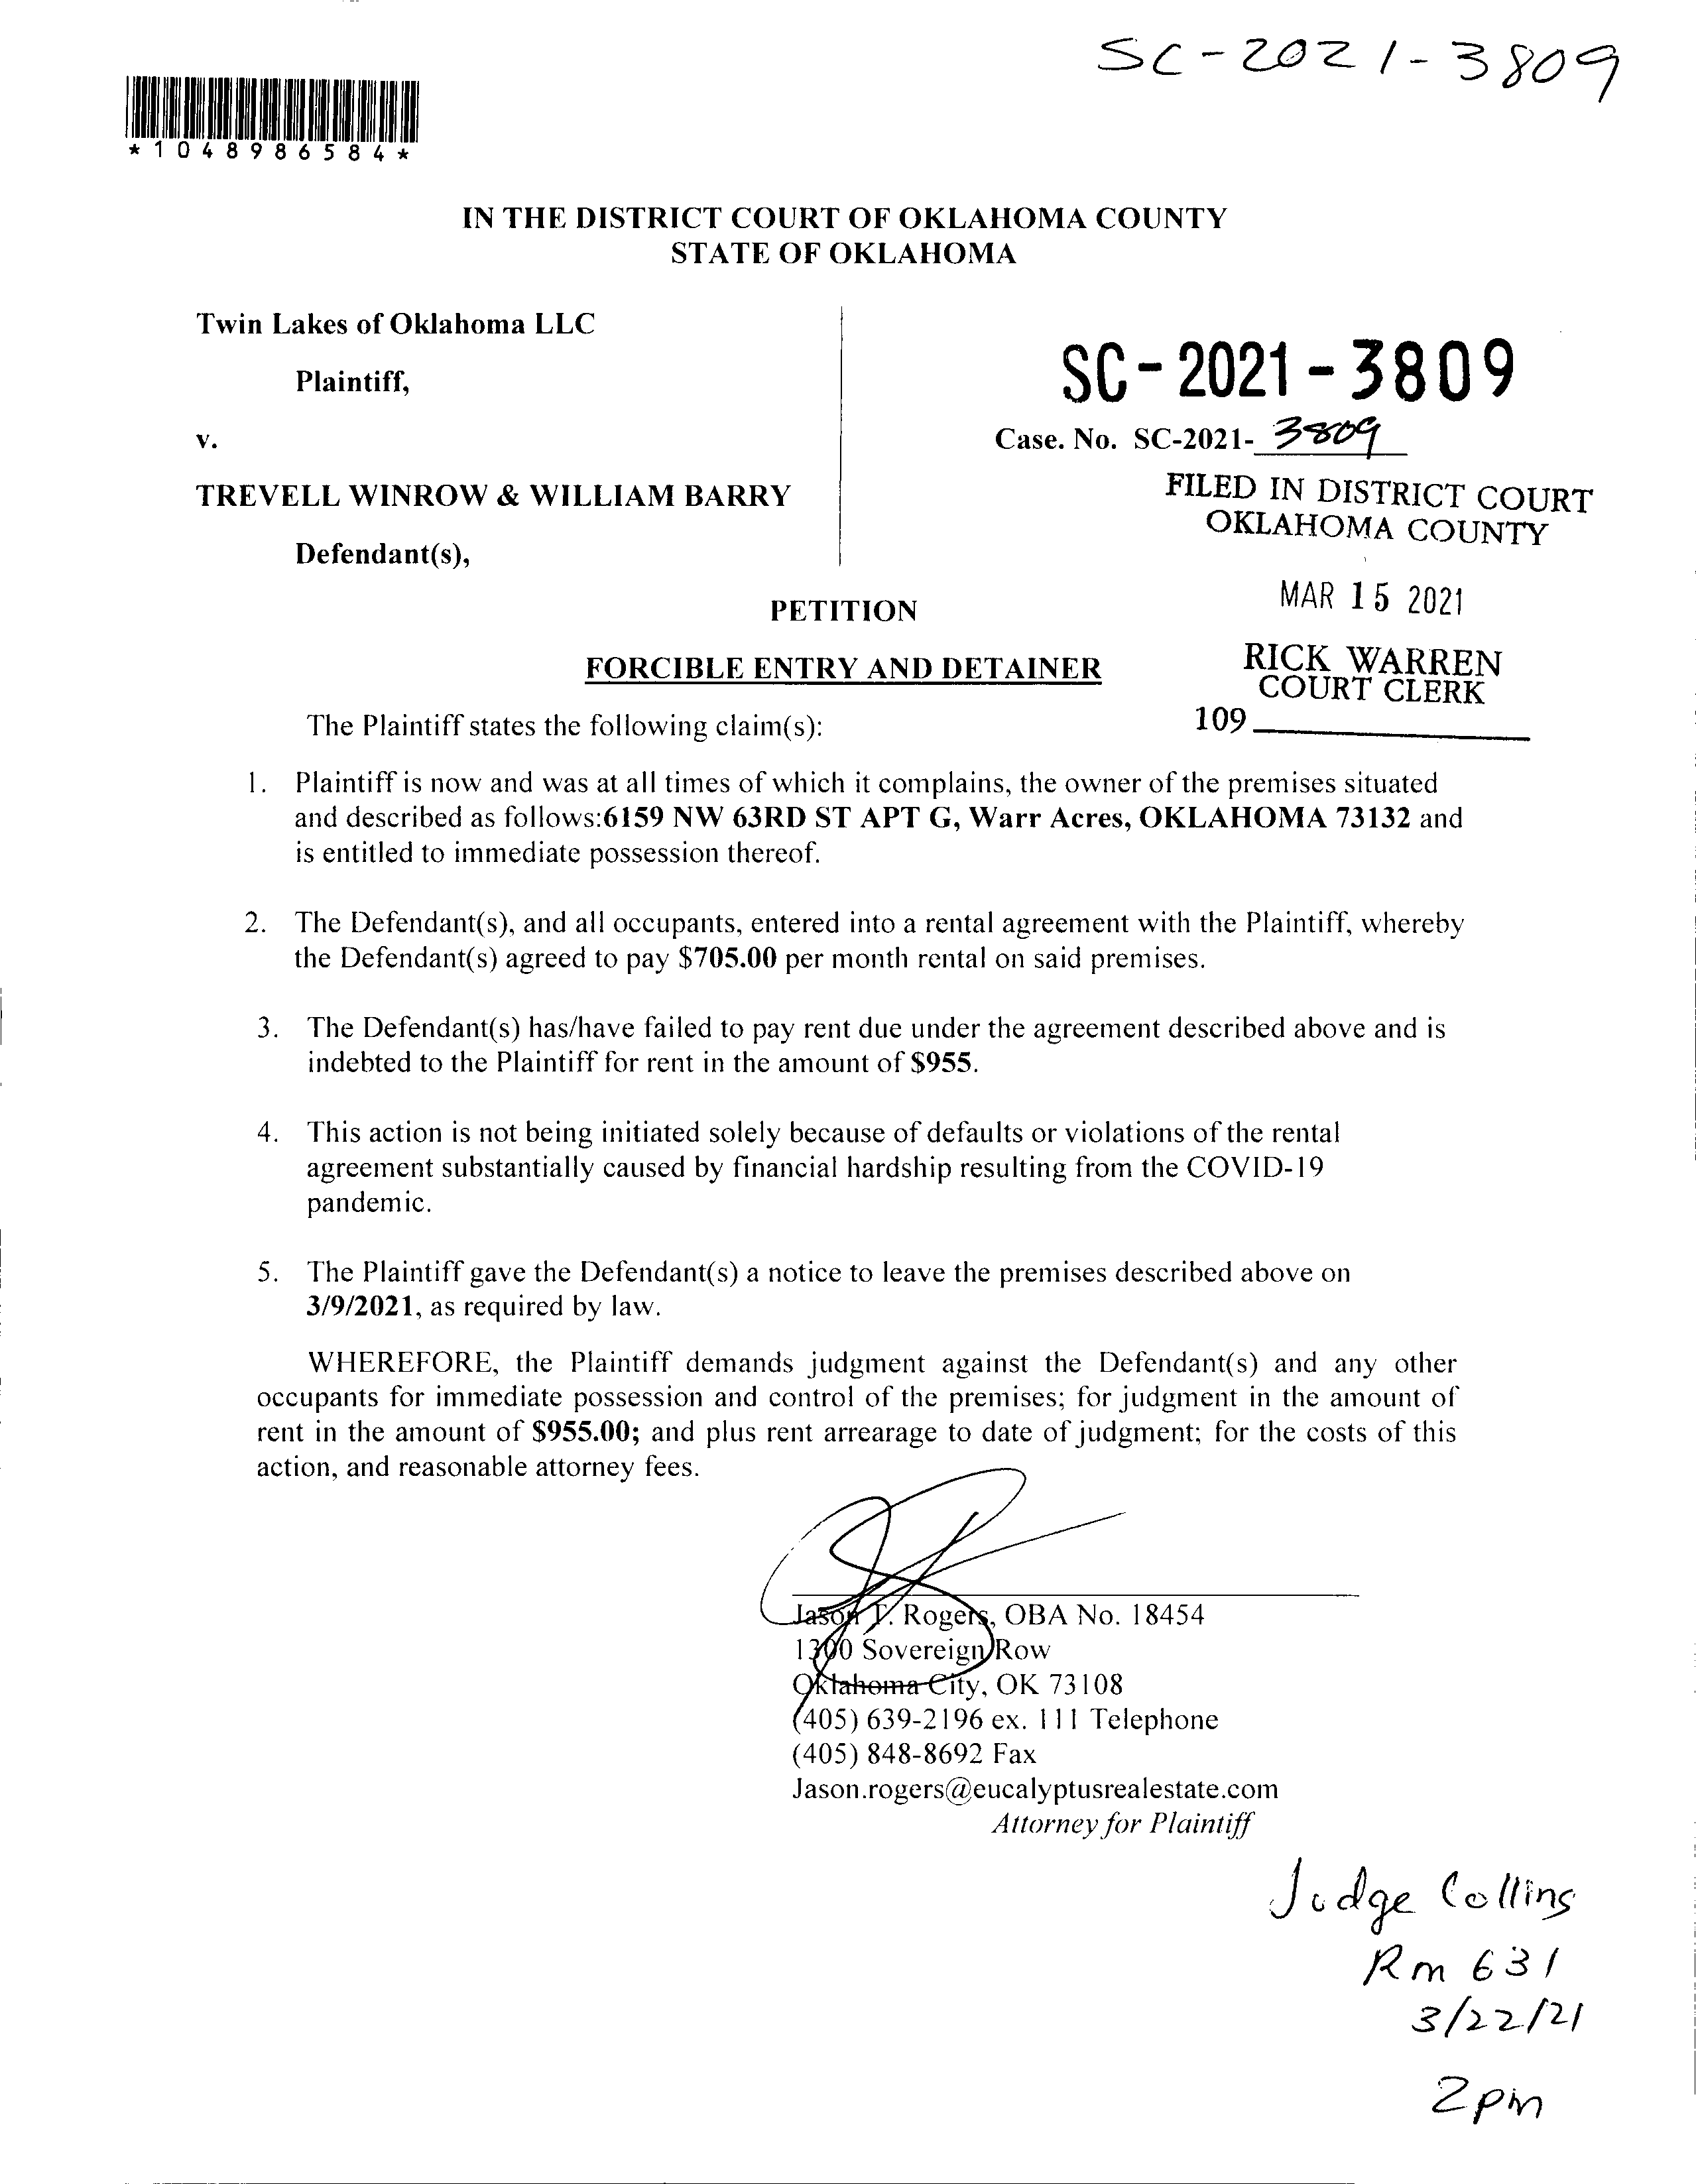 SC-2021-3809
*1048986584*
IN THE DISTRICT COURT OF OKLAHOMA COUNTY
STATE OF OKLAHOMA
Twin Lakes of Oklahoma LLC
Plaintiff,
v.
TREVELL WINROW & WILLIAM BARRY
Defendant(s),
SC-2021-3809
Case. No. SC-2021- 3809
FILED IN DISTRICT COURT
OKLAHOMA COUNTY
MAR 15 2021
RICK WARREN
COURT CLERK
109
PETITION
FORCIBLE ENTRY AND DETAINER
The Plaintiff states the following claim(s):
1. Plaintiff is now and was at all times of which it complains, the owner of the premises situated
and described as follows:6159 NW 63RD ST APT G, Warr Acres, OKLAHOMA 73132 and
is entitled to immediate possession thereof.
2. The Defendant(s), and all occupants, entered into a rental agreement with the Plaintiff, whereby
the Defendant(s) agreed to pay $705.00 per month rental on said premises.
3. The Defendant(s) has/have failed to pay rent due under the agreement described above and is
indebted to the Plaintiff for rent in the amount of $955.
4. This action is not being initiated solely because of defaults or violations of the rental
agreement substantially caused by financial hardship resulting from the COVID-19
pandemic.
5. The Plaintiff gave the Defendant(s) a notice to leave the premises described above on
3/9/2021, as required by law.
WHEREFORE, the Plaintiff demands judgment against the Defendant(s) and any other
occupants for immediate possession and control of the premises; for judgment in the amount of
rent in the amount of $955.00; and plus rent arrearage to date of judgment; for the costs of this
action, and reasonable attorney fees.
Jason T. Rogers, OBA No. 18454
1300 Sovereign Row
Oklahoma City, OK 73108
(405) 639-2196 ex. 111 Telephone
(405) 848-8692 Fax
Jason.rogers@eucalyptusrealestate.com
Attorney for Plaintiff
Judge Collins
Rm 631
3/22/21
2pm